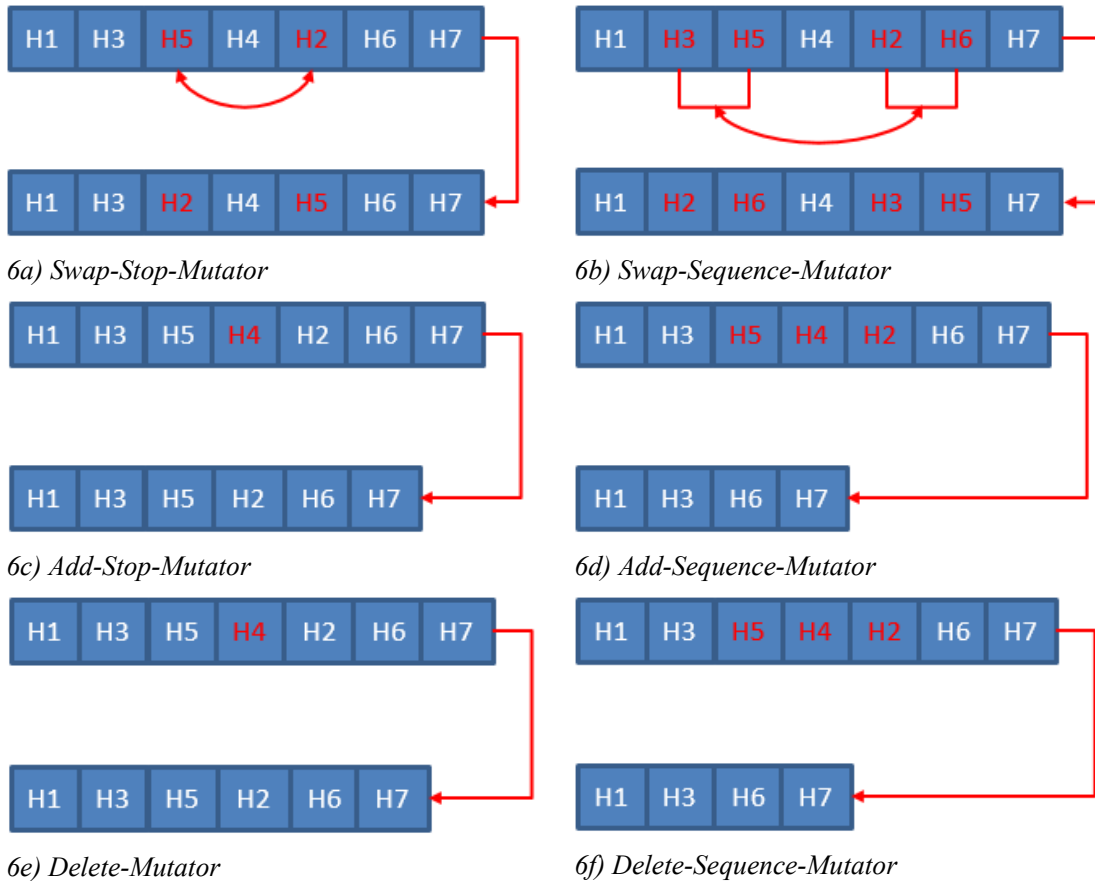 H1 H3 H5 H4 H2 H6 H7
H1 H3 H2 H4 H5 H6 H7
6a) Swap-Stop-Mutator
H1 H3 H5 H4 H2 H6 H7
H1 H2 H6 H4 H3 H5 H7
6b) Swap-Sequence-Mutator
H1 H3 H5 H4 H2 H6 H7
H1 H3 H5 H2 H6 H7
6c) Add-Stop-Mutator
H1 H3 H5 H4 H2 H6 H7
H1 H3 H6 H7
6d) Add-Sequence-Mutator
H1 H3 H5 H4 H2 H6 H7
H1 H3 H5 H2 H6 H7
6e) Delete-Mutator
H1 H3 H5 H4 H2 H6 H7
H1 H3 H6 H7
6f) Delete-Sequence-Mutator